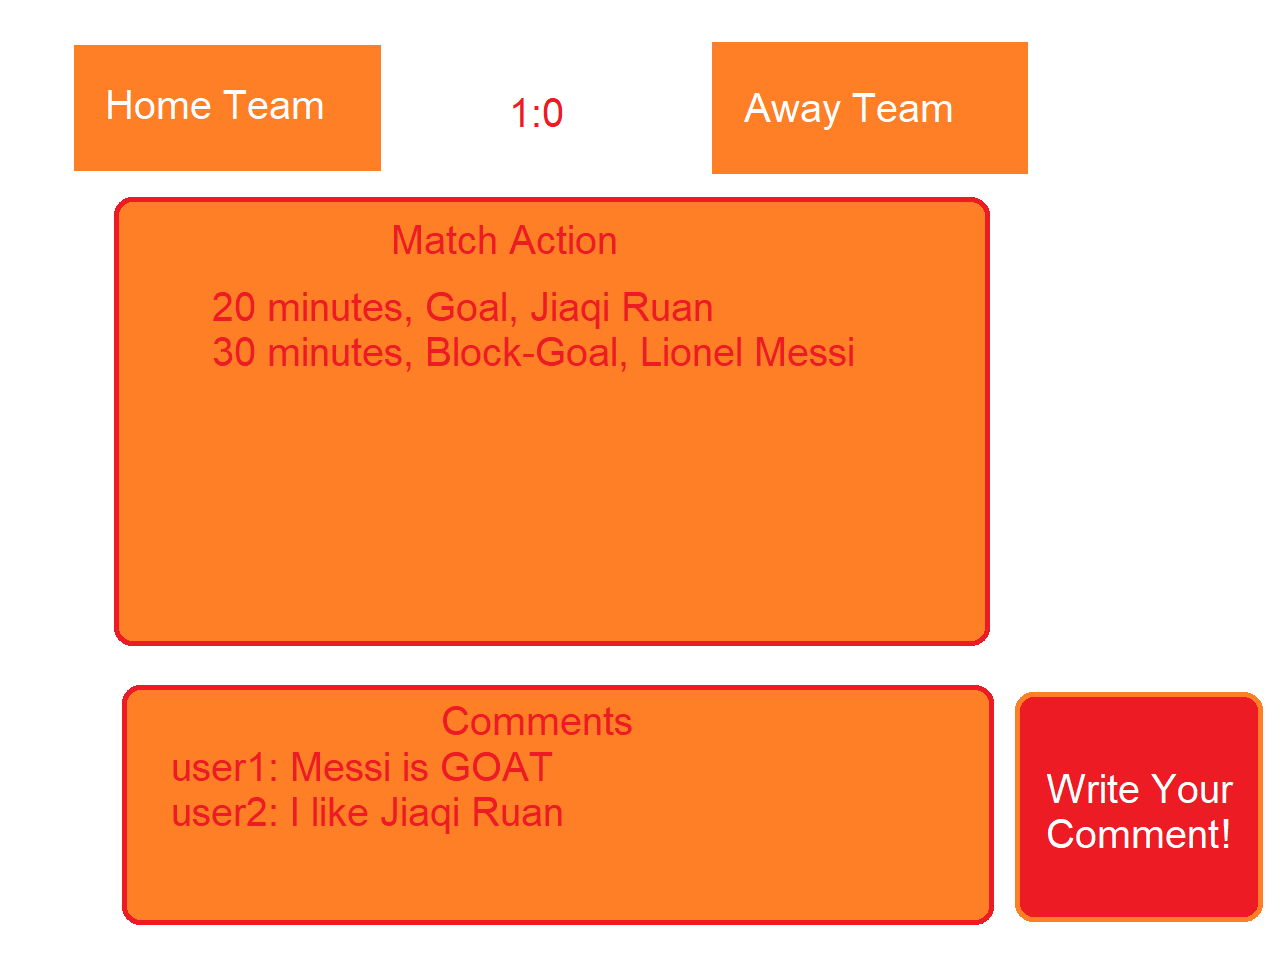 Home Team
1:0
Away Team
Match Action
20 minutes, Goal, Jiaqi Ruan
30 minutes, Block-Goal, Lionel Messi
Comments
user1: Messi is GOAT
user2: I like Jiaqi Ruan
Write Your
Comment!